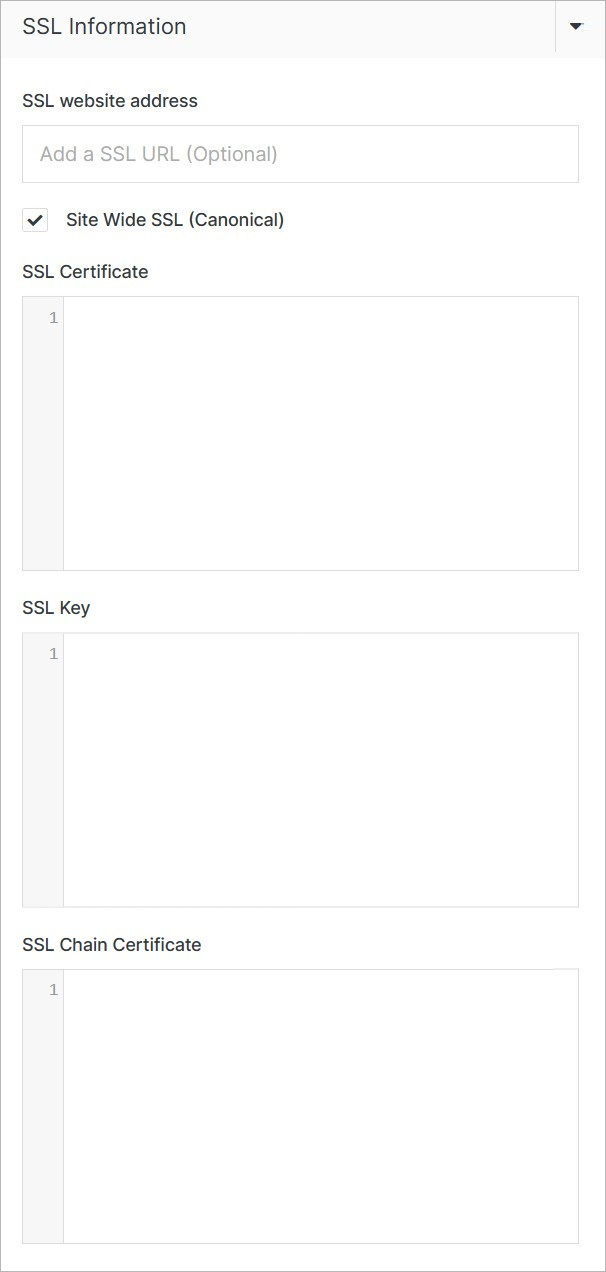 SSL Information
SSL website address
Add a SSL URL (Optional)
Site Wide SSL (Canonical)
SSL Certificate
1
SSL Key
1
SSL Chain Certificate
1